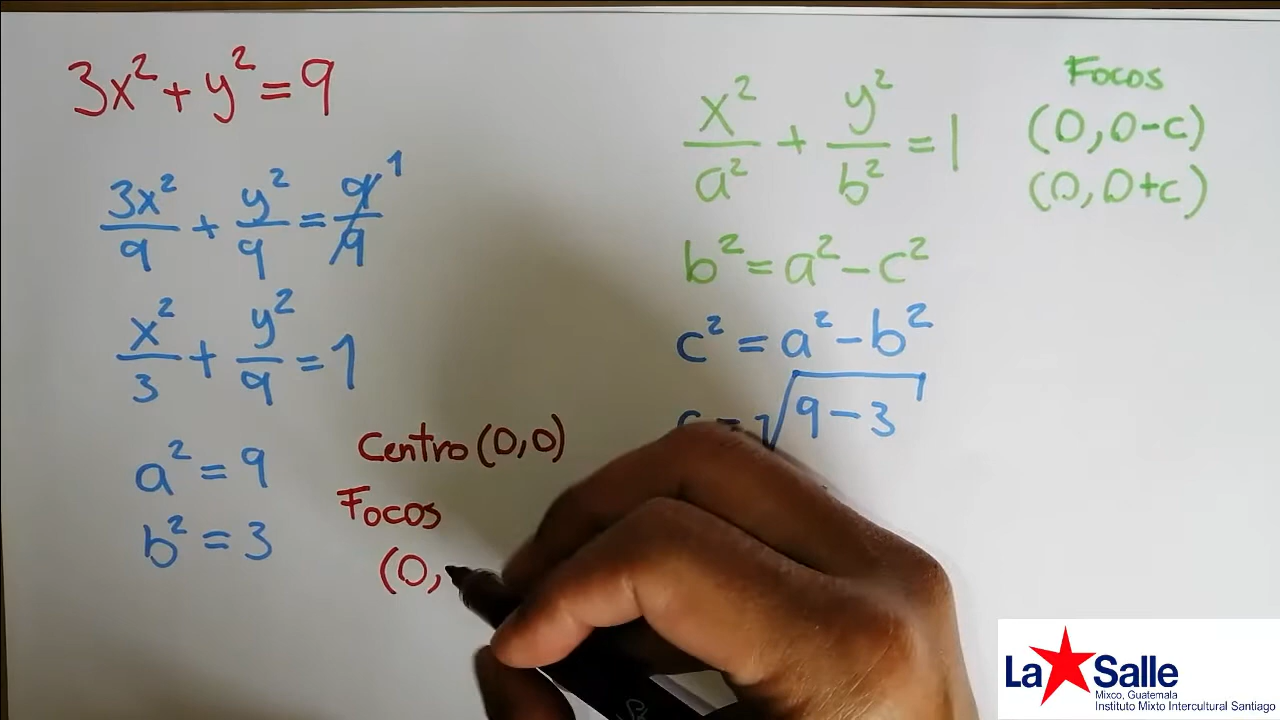 3x² + y² = 9
3x²/9 + y²/9 = 9/9 1
x²/3 + y²/9 = 1
a² = 9
b² = 3
Centro (0,0)
Focos
(0,
x²/a² + y²/b² = 1
b² = a² - c²
c² = a² - b²
c = √9 - 3
Focos
(0, 0-c)
(0, 0+c)
La Salle
Mixco, Guatemala
Instituto Mixto Intercultural Santiago